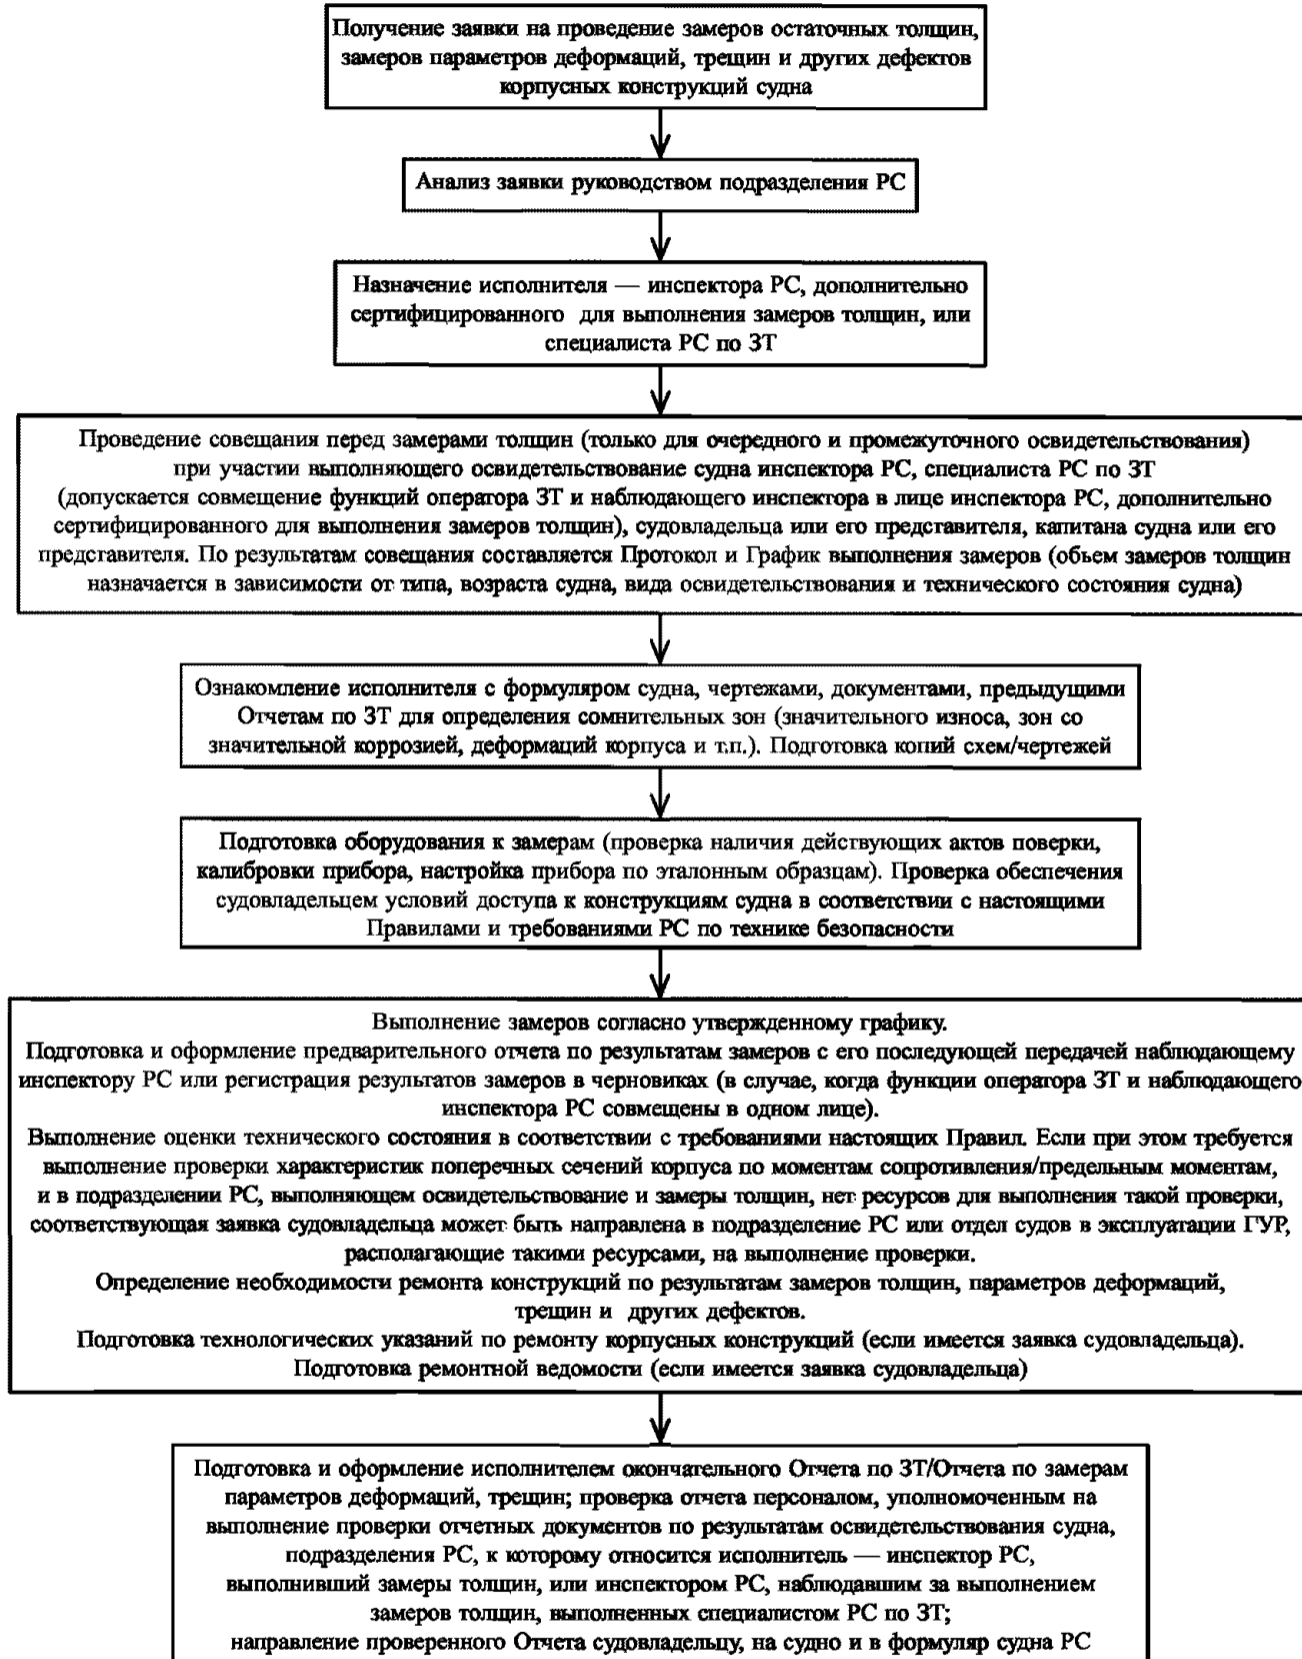 Получение заявки на проведение замеров остаточных толщин,
замеров параметров деформаций, трещин и других дефектов
корпусных конструкций судна
Анализ заявки руководством подразделения РС
Назначение исполнителя — инспектора РС, дополнительно
сертифицированного для выполнения замеров толщин, или
специалиста РС по ЗТ
Проведение совещания перед замерами толщин (только для очередного и промежуточного освидетельствования)
при участии выполняющего освидетельствование судна инспектора РС, специалиста РС по ЗТ
(допускается совмещение функций оператора ЗТ и наблюдающего инспектора в лице инспектора РС, дополнительно
сертифицированного для выполнения замеров толщин), судовладельца или его представителя, капитана судна или его
представителя. По результатам совещания составляется Протокол и График выполнения замеров (объем замеров толщин
назначается в зависимости от типа, возраста судна, вида освидетельствования и технического состояния судна)
Ознакомление исполнителя с формуляром судна, чертежами, документами, предыдущими
Отчетам по ЗТ для определения сомнительных зон (значительного износа, зон со
значительной коррозией, деформаций корпуса и т.п.). Подготовка копий схем/чертежей
Подготовка оборудования к замерам (проверка наличия действующих актов поверки,
калибровки прибора, настройка прибора по эталонным образцам). Проверка обеспечения
судовладельцем условий доступа к конструкциям судна в соответствии с настоящими
Правилами и требованиями РС по технике безопасности
Выполнение замеров согласно утвержденному графику.
Подготовка и оформление предварительного отчета по результатам замеров с его последующей передачей наблюдающему
инспектору РС или регистрация результатов замеров в черновиках (в случае, когда функции оператора ЗТ и наблюдающего
инспектора РС совмещены в одном лице).
Выполнение оценки технического состояния в соответствии с требованиями настоящих Правил. Если при этом требуется
выполнение проверки характеристик поперечных сечений корпуса по моментам сопротивления/предельным моментам,
и в подразделении РС, выполняющем освидетельствование и замеры толщин, нет ресурсов для выполнения такой проверки,
соответствующая заявка судовладельца может быть направлена в подразделение РС или отдел судов в эксплуатации ГУР,
располагающие такими ресурсами, на выполнение проверки.
Определение необходимости ремонта конструкций по результатам замеров толщин, параметров деформаций,
трещин и других дефектов.
Подготовка технологических указаний по ремонту корпусных конструкций (если имеется заявка судовладельца).
Подготовка ремонтной ведомости (если имеется заявка судовладельца)
Подготовка и оформление исполнителем окончательного Отчета по ЗТ/Отчета по замерам
параметров деформаций, трещин; проверка отчета персоналом, уполномоченным на
выполнение проверки отчетных документов по результатам освидетельствования судна,
подразделения РС, к которому относится исполнитель — инспектор РС,
выполнивший замеры толщин, или инспектором РС, наблюдавшим за выполнением
замеров толщин, выполненных специалистом РС по ЗТ;
направление проверенного Отчета судовладельцу, на судно и в формуляр судна РС